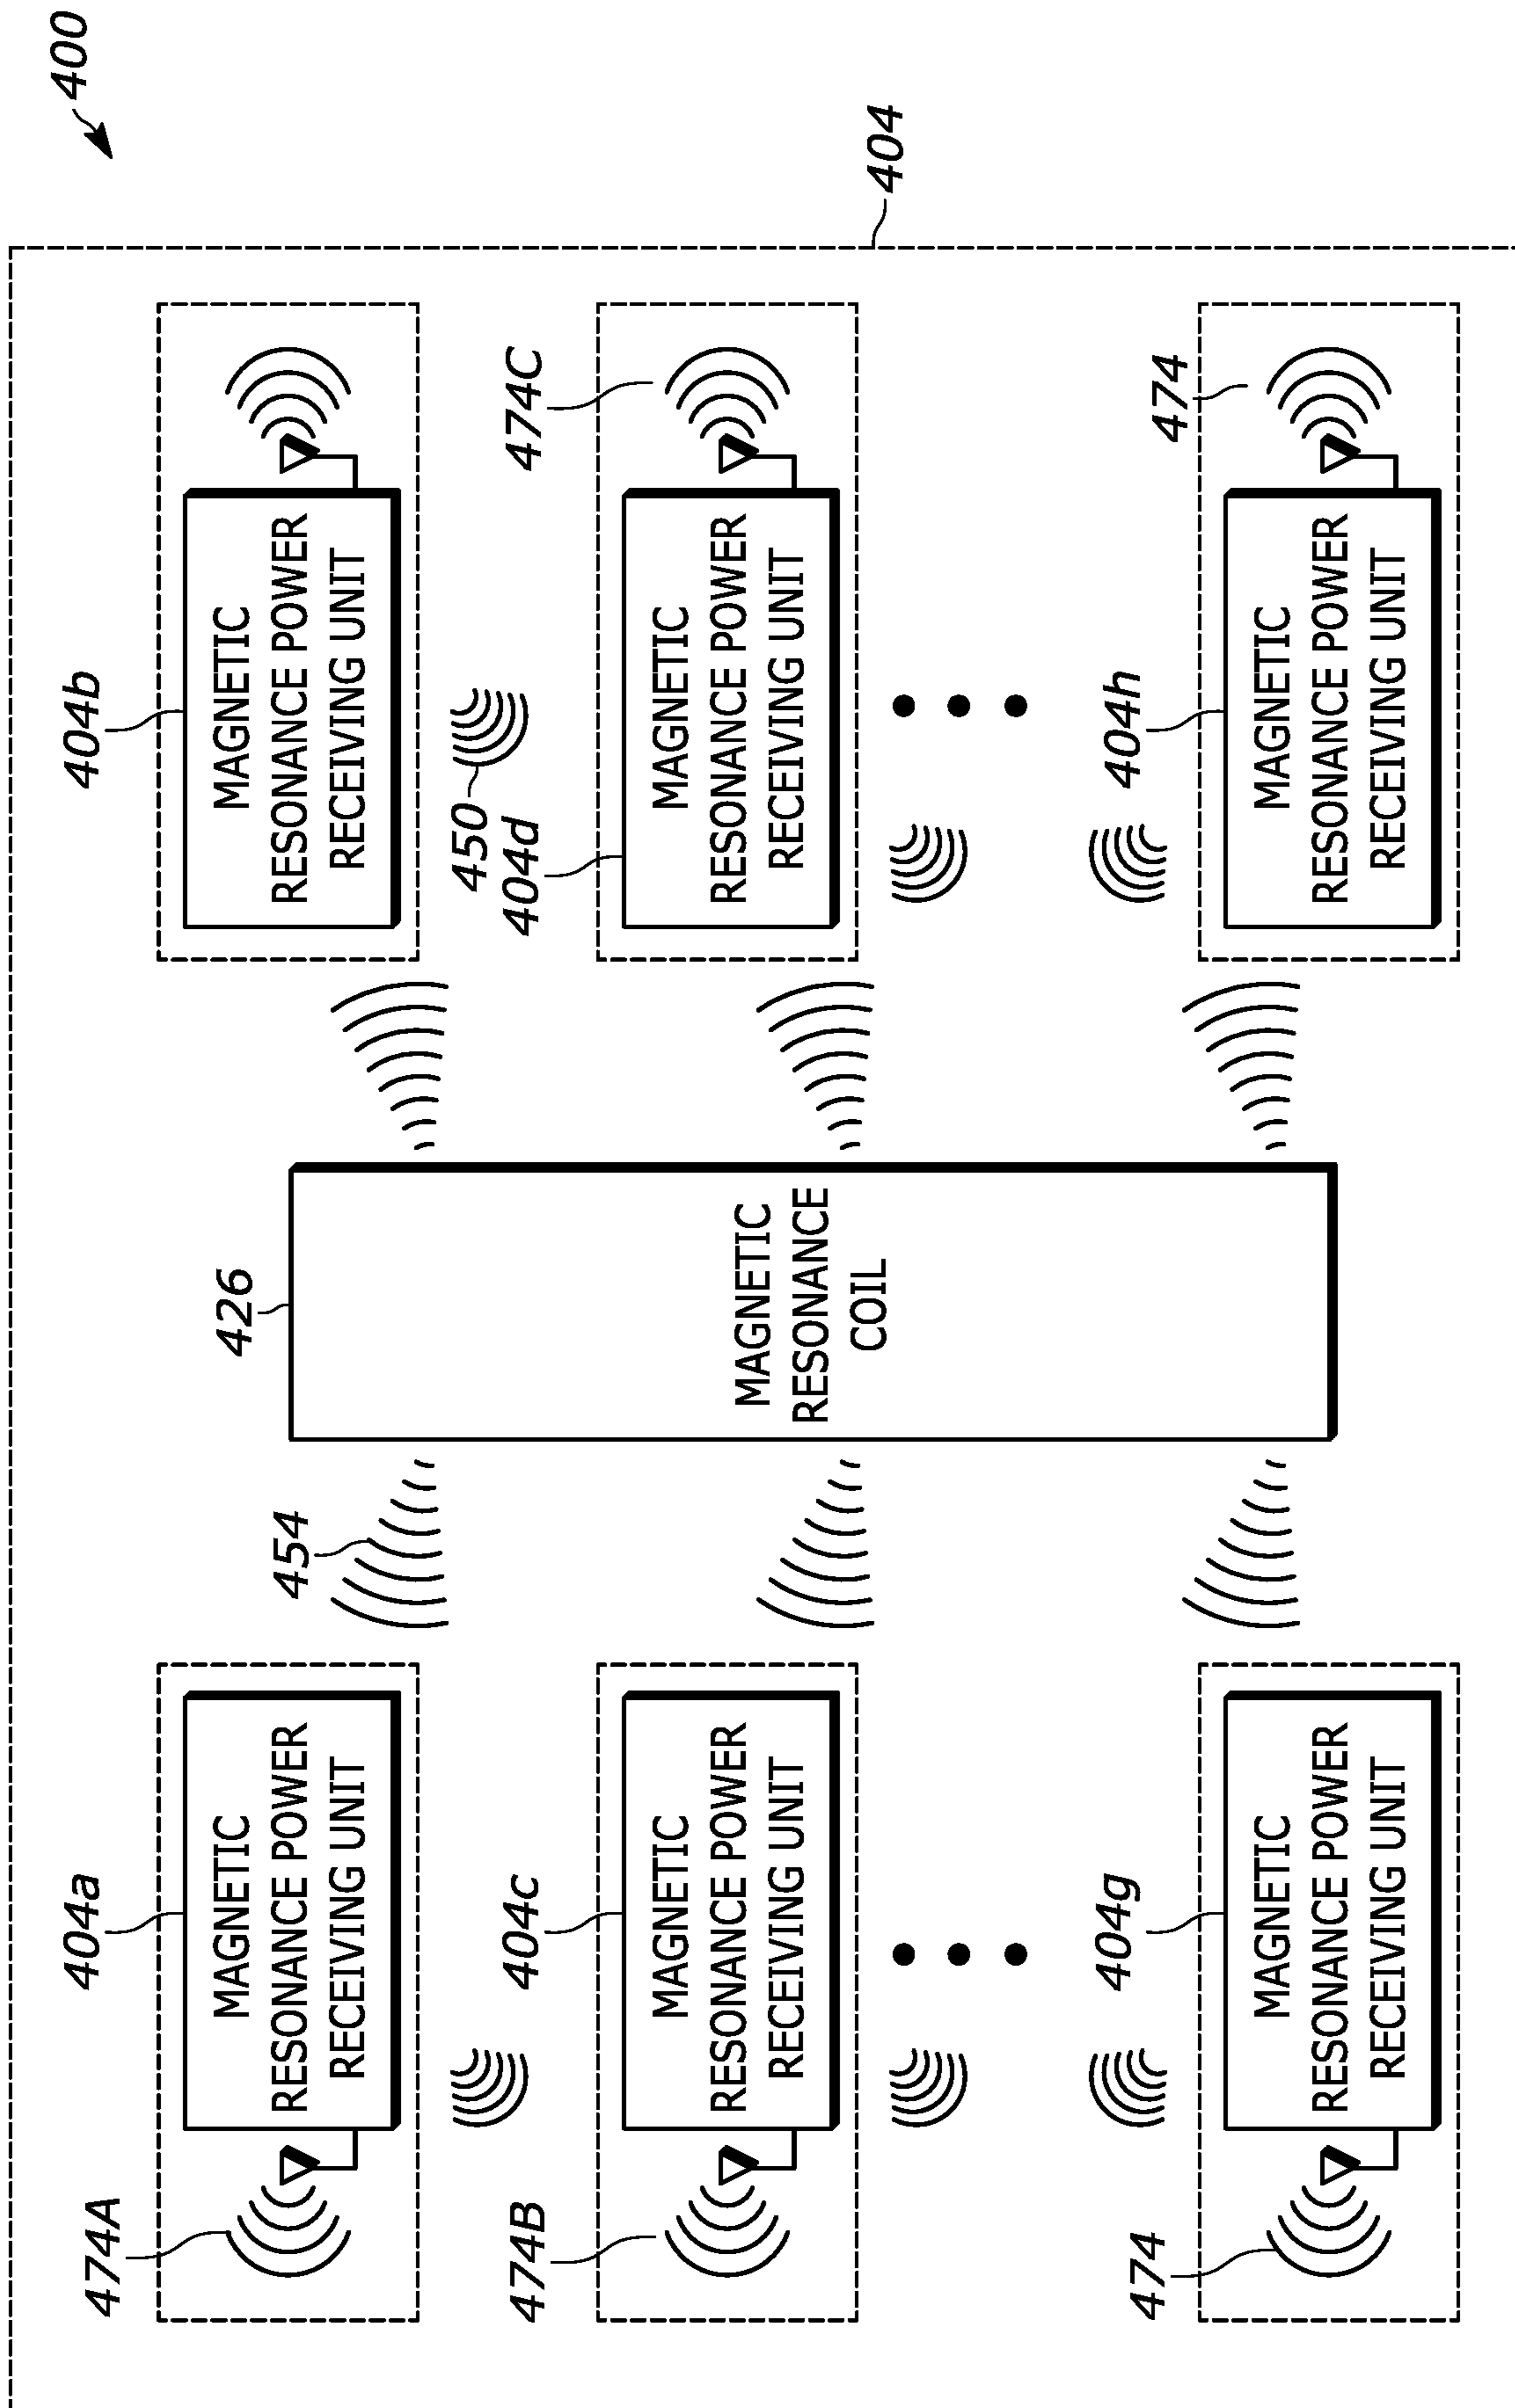 400
404
404a
MAGNETIC
RESONANCE POWER
RECEIVING UNIT
474A
454
426
MAGNETIC
RESONANCE
COIL
404b
MAGNETIC
RESONANCE POWER
RECEIVING UNIT
450
404c
MAGNETIC
RESONANCE POWER
RECEIVING UNIT
474B
404d
MAGNETIC
RESONANCE POWER
RECEIVING UNIT
474C
404g
MAGNETIC
RESONANCE POWER
RECEIVING UNIT
474
404h
MAGNETIC
RESONANCE POWER
RECEIVING UNIT
474